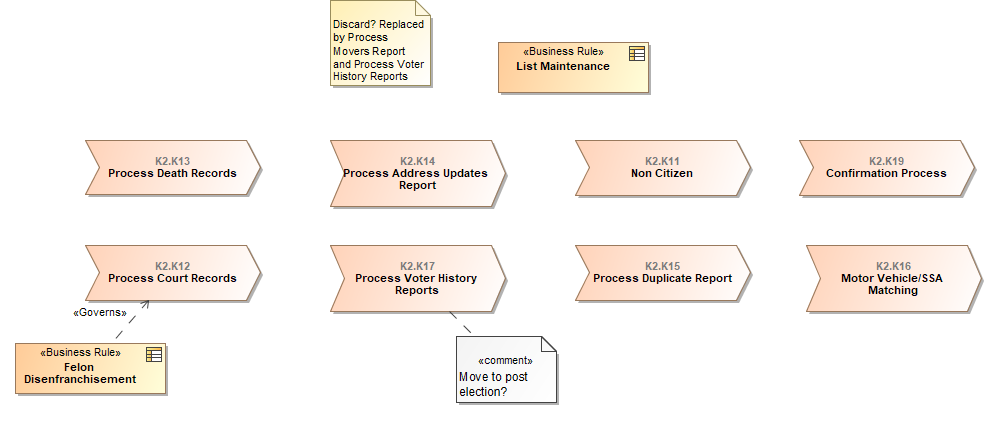 Discard? Replaced
by Process
Movers Report
and Process Voter
History Reports
«Business Rule»
List Maintenance
K2.K13
Process Death Records
K2.K14
Process Address Updates
Report
K2.K11
Non Citizen
K2.K19
Confirmation Process
K2.K12
Process Court Records
K2.K17
Process Voter History
Reports
K2.K15
Process Duplicate Report
K2.K16
Motor Vehicle/SSA
Matching
«Governs»
«Business Rule»
Felon
Disenfranchisement
«comment»
Move to post
election?